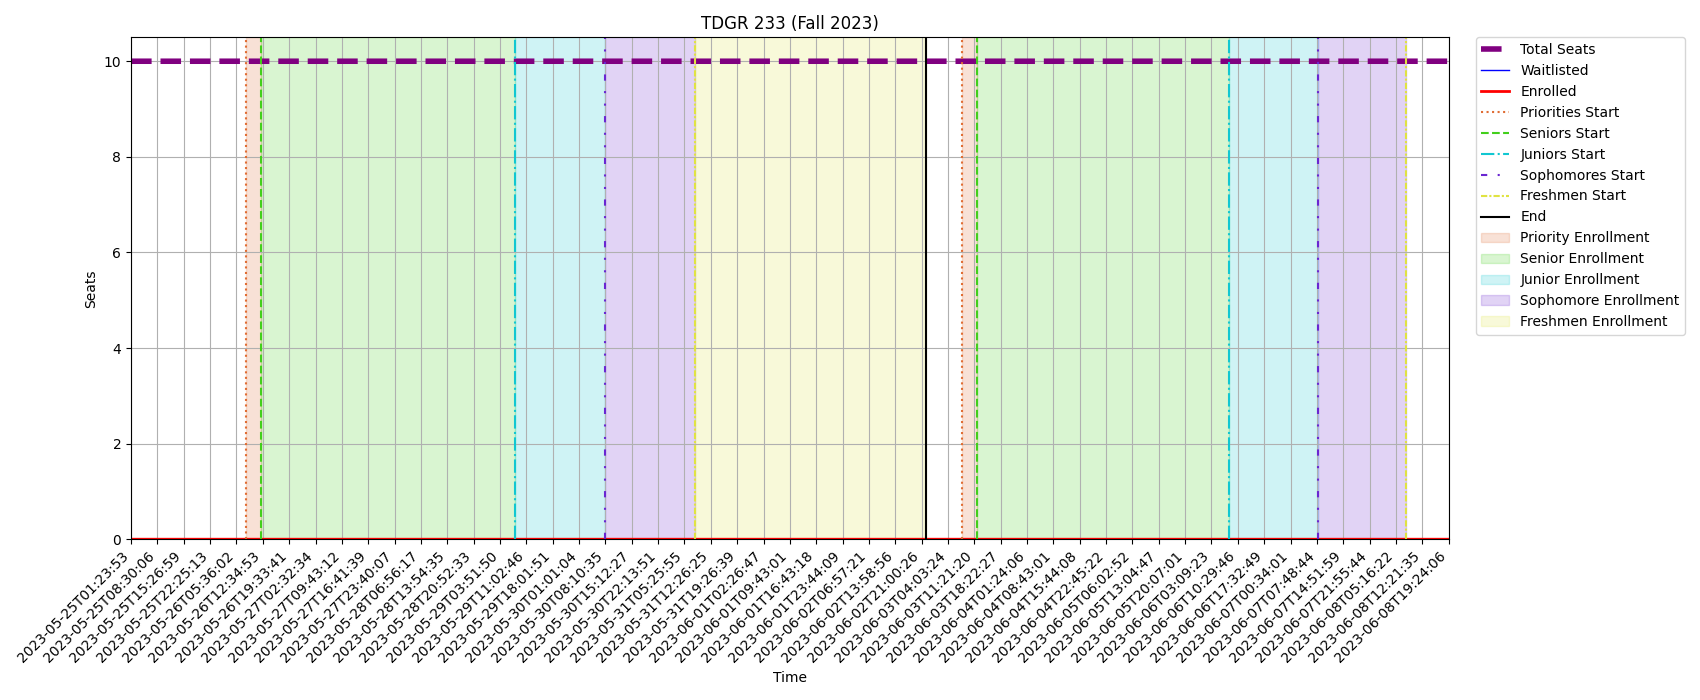 TDGR 233 (Fall 2023)
Seats
10
8
6
4
2
0
2023-05-25T01:23:53
2023-05-25T08:30:06
2023-05-25T15:26:59
2023-05-25T22:25:13
2023-05-26T05:36:02
2023-05-26T12:34:53
2023-05-26T19:33:41
2023-05-27T02:32:34
2023-05-27T09:43:12
2023-05-27T16:41:39
2023-05-27T23:40:07
2023-05-28T06:56:17
2023-05-28T13:54:35
2023-05-28T20:52:33
2023-05-29T03:51:50
2023-05-29T11:02:46
2023-05-29T18:01:51
2023-05-30T01:01:04
2023-05-30T08:10:35
2023-05-30T15:12:27
2023-05-30T22:13:51
2023-05-31T05:25:55
2023-05-31T12:26:25
2023-05-31T19:26:39
2023-06-01T02:26:47
2023-06-01T09:43:01
2023-06-01T16:43:18
2023-06-01T23:44:09
2023-06-02T06:57:21
2023-06-02T13:58:56
2023-06-02T21:00:26
2023-06-03T04:03:24
2023-06-03T11:21:20
2023-06-03T18:22:27
2023-06-04T01:24:06
2023-06-04T08:43:01
2023-06-04T15:44:08
2023-06-04T22:45:22
2023-06-05T06:02:52
2023-06-05T13:04:47
2023-06-05T20:07:01
2023-06-06T03:09:23
2023-06-06T10:29:46
2023-06-06T17:32:49
2023-06-07T00:34:01
2023-06-07T07:48:44
2023-06-07T14:51:59
2023-06-07T21:55:44
2023-06-08T05:16:22
2023-06-08T12:21:35
2023-06-08T19:24:06
Time
Total Seats
Waitlisted
Enrolled
Priorities Start
Seniors Start
Juniors Start
Sophomores Start
Freshmen Start
End
Priority Enrollment
Senior Enrollment
Junior Enrollment
Sophomore Enrollment
Freshmen Enrollment